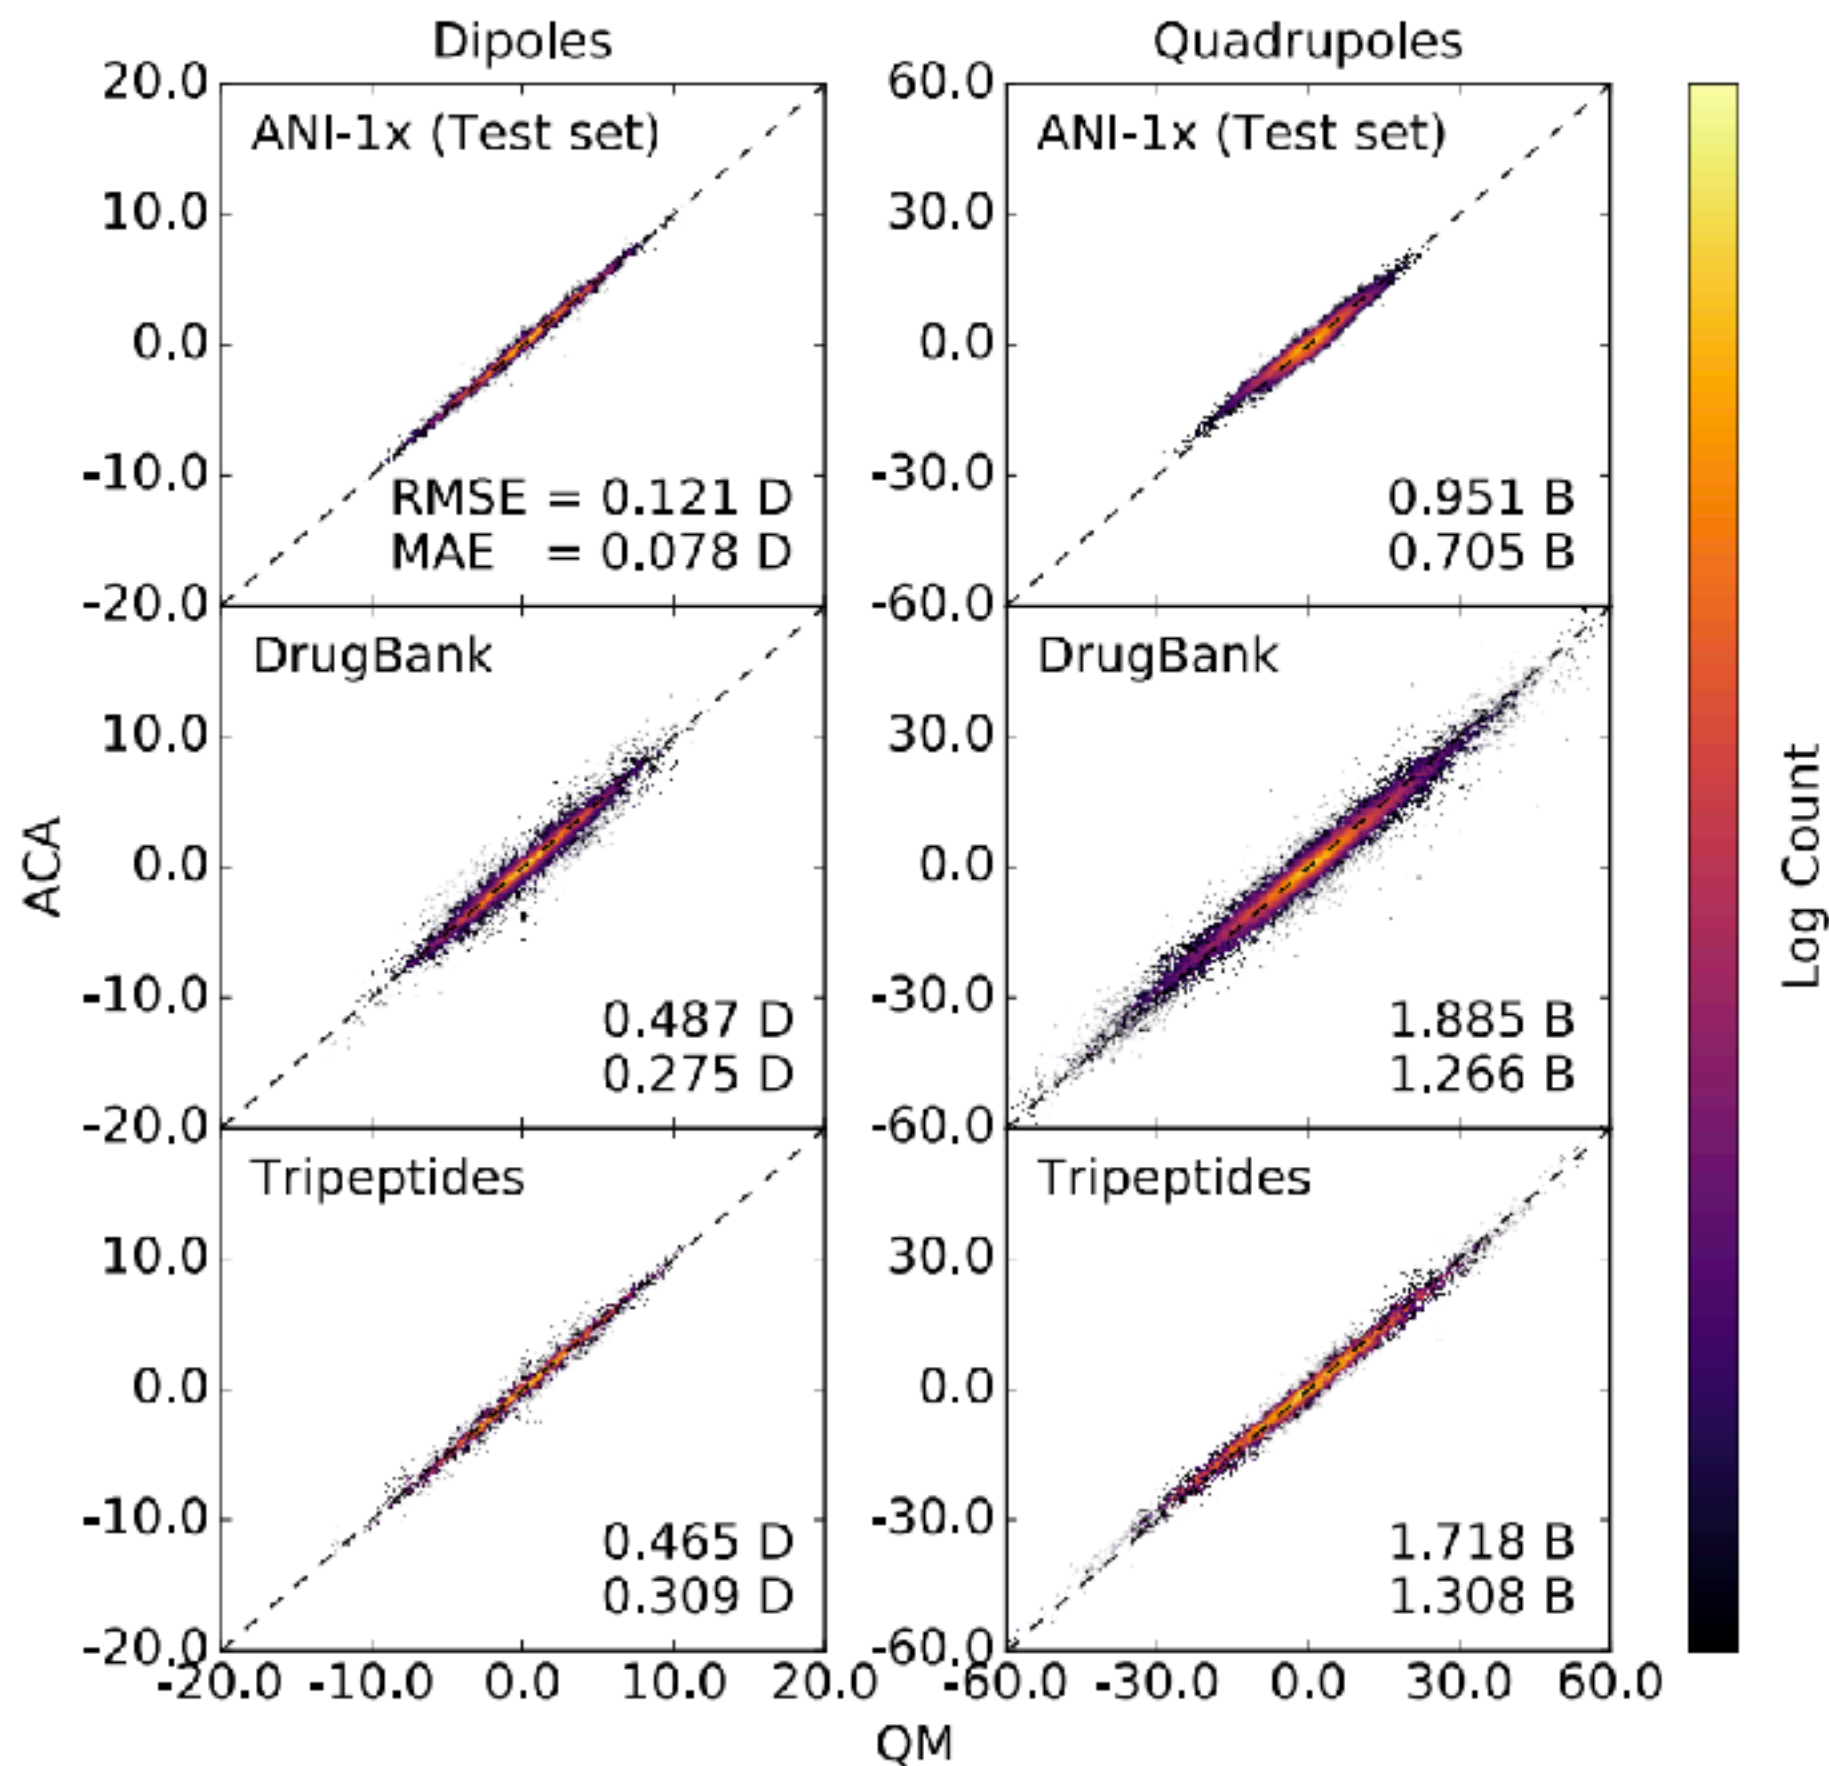 Dipoles
Quadrupoles
20.0
60.0
ANI-1x (Test set)
ANI-1x (Test set)
10.0
30.0
0.0
0.0
-10.0
-30.0
RMSE = 0.121 D
0.951 B
MAE = 0.078 D
0.705 B
-20.0
-60.0
DrugBank
DrugBank
10.0
30.0
0.0
0.0
-10.0
-30.0
0.487 D
1.885 B
0.275 D
1.266 B
-20.0
-60.0
Tripeptides
Tripeptides
10.0
30.0
0.0
0.0
-10.0
-30.0
0.465 D
1.718 B
0.309 D
1.308 B
-20.0
-60.0
-20.0 -10.0 0.0 10.0 20.0
-60.0 -30.0 0.0 30.0 60.0
QM
ACA
Log Count